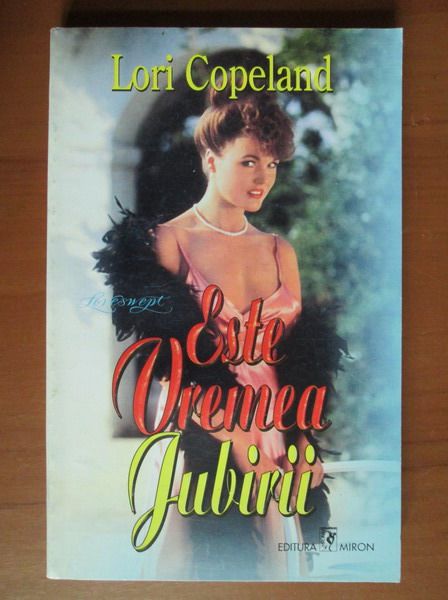 Lori Copeland
Loveswept
Este
Vremea
Iubirii
EDITURA MIRON